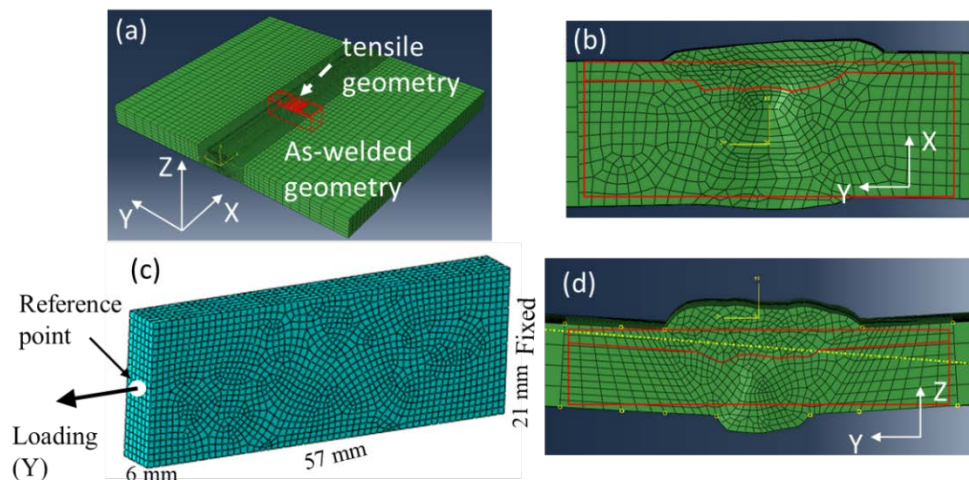 (a)
tensile
geometry
As-welded
geometry
Z
Y
X
(b)
X
Y
(c)
Reference
point
Loading
(Y)
6 mm
57 mm
21 mm Fixed
(d)
Z
Y